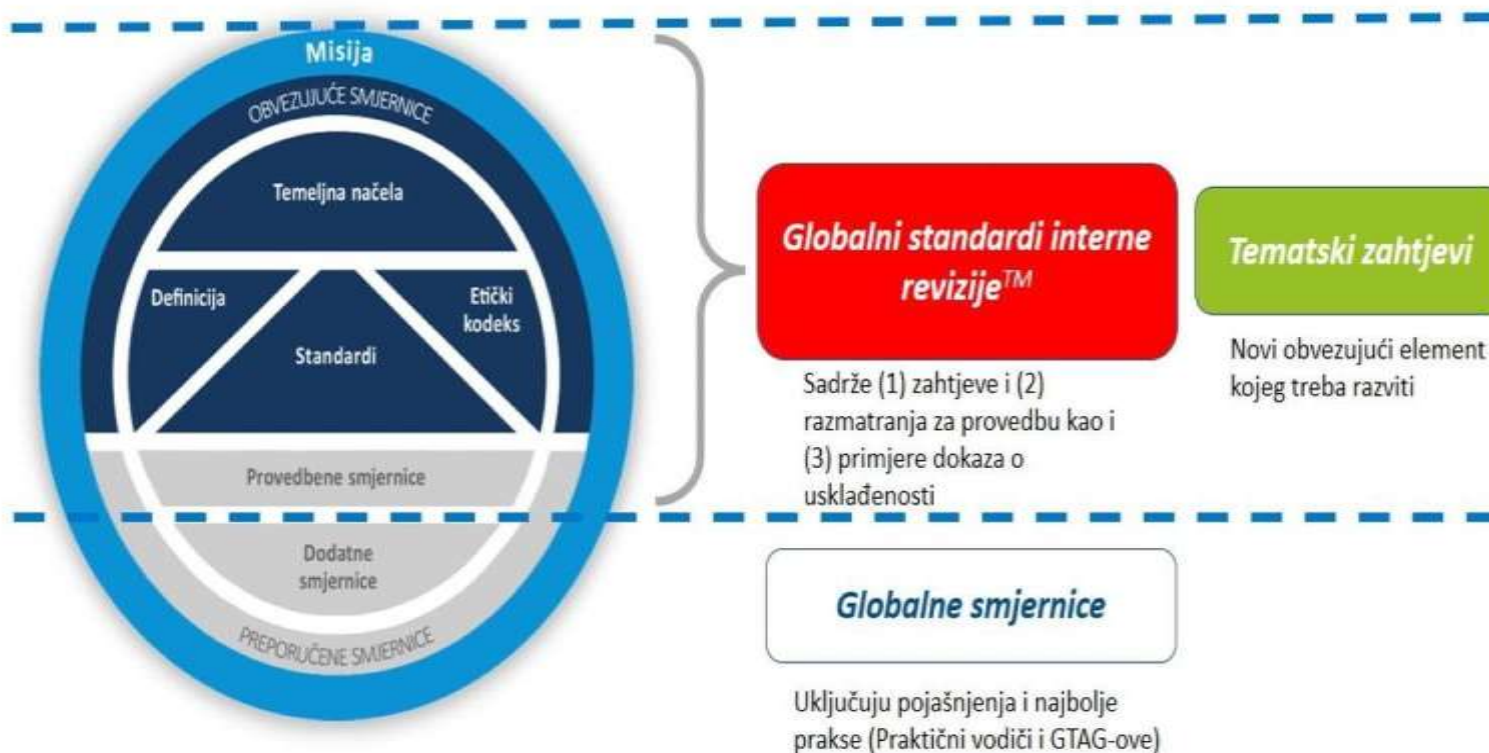 Misija
OBVEZUJUĆE SMJERNICE
Temeljna načela
Definicija
Etički
kodeks
Standardi
Provedbene smjernice
Dodatne
smjernice
PREPORUČENE SMJERNICE
Globalni standardi interne
revizije™
Sadrže (1) zahtjeve i (2)
razmatranja za provedbu kao i
(3) primjere dokaza o
usklađenosti
Tematski zahtjevi
Novi obvezujući element
kojeg treba razviti
Globalne smjernice
Uključuju pojašnjenja i najbolje
prakse (Praktični vodiči i GTAG-ove)